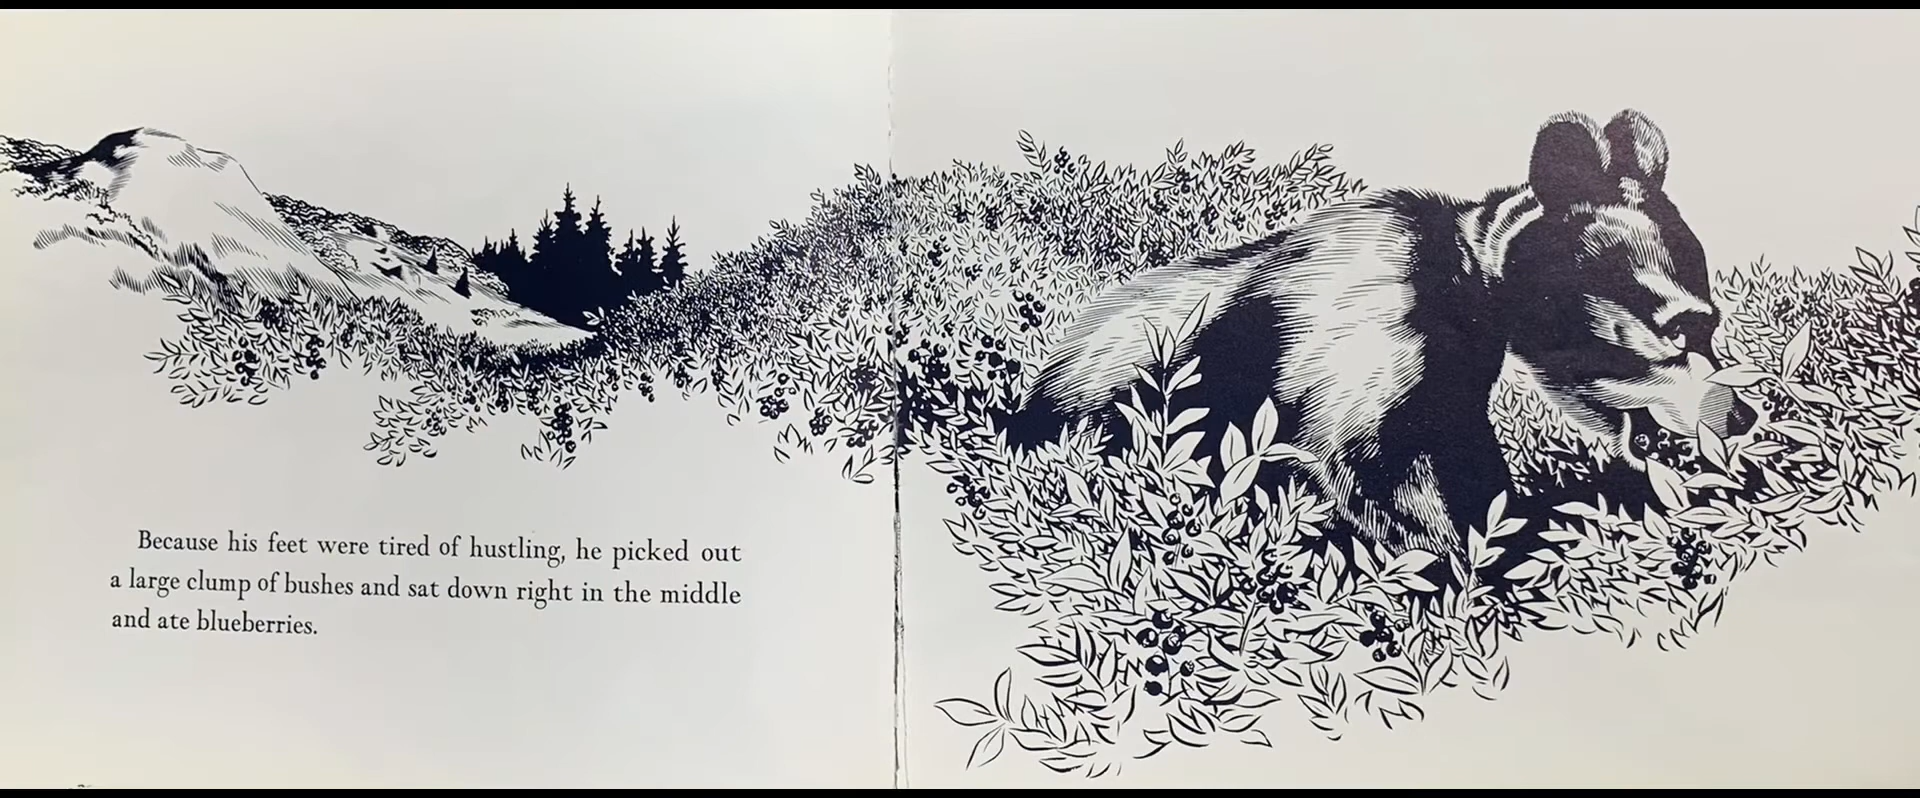 Because his feet were tired of hustling, he picked out
a large clump of bushes and sat down right in the middle
and ate blueberries.